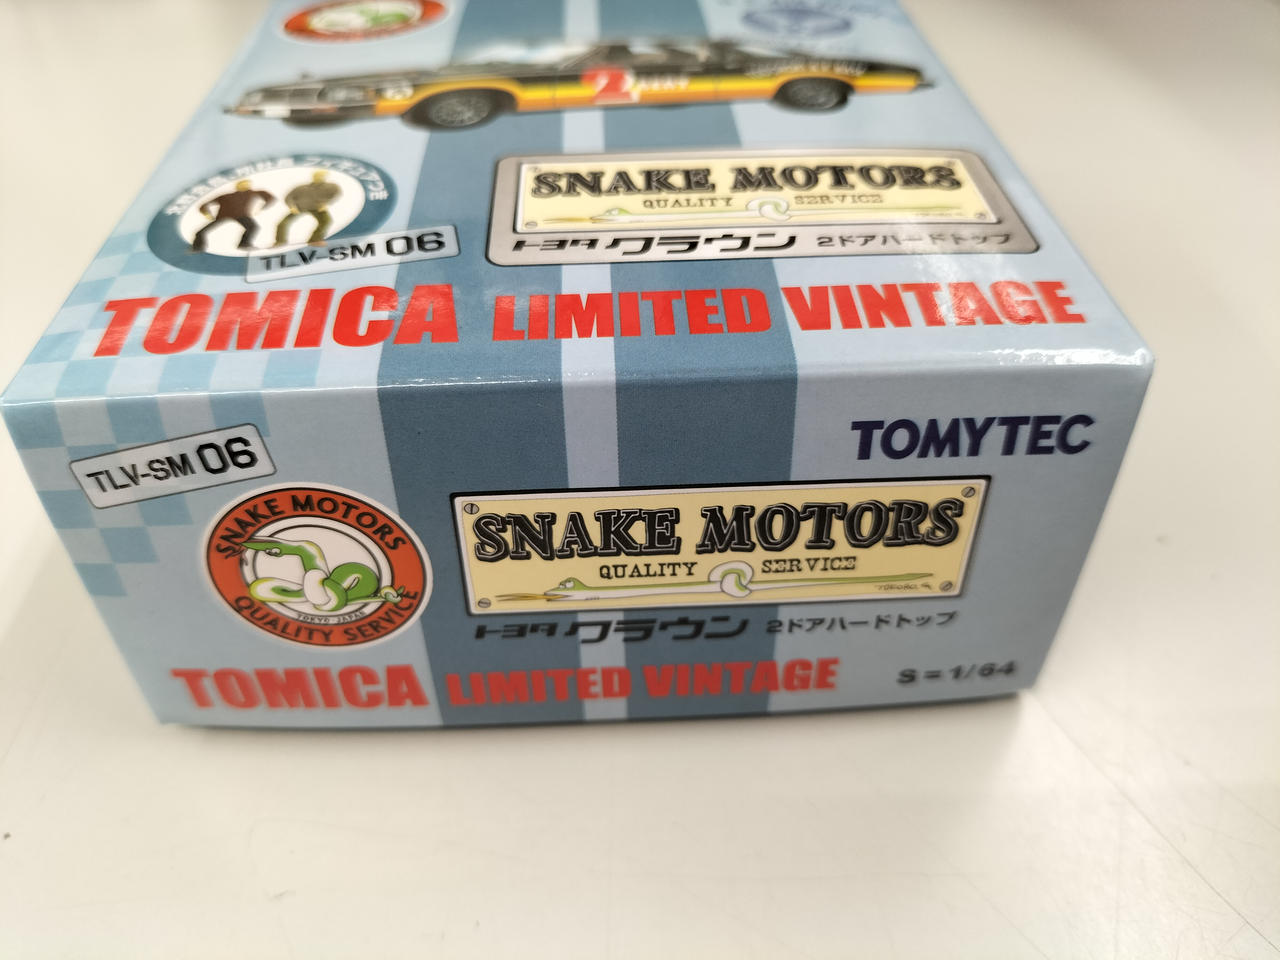 2
SNAKE MOTORS
QUALITY SERVICE
トヨタ クラウン 2ドアハードトップ
TLV-SM 06
TOMICA LIMITED VINTAGE
TLV-SM 06
TOMYTEC
SNAKE MOTORS
QUALITY SERVICE
TOKYO JAPAN
SNAKE MOTORS
QUALITY SERVICE
トヨタ クラウン 2ドアハードトップ
TOMICA LIMITED VINTAGE
S=1/64